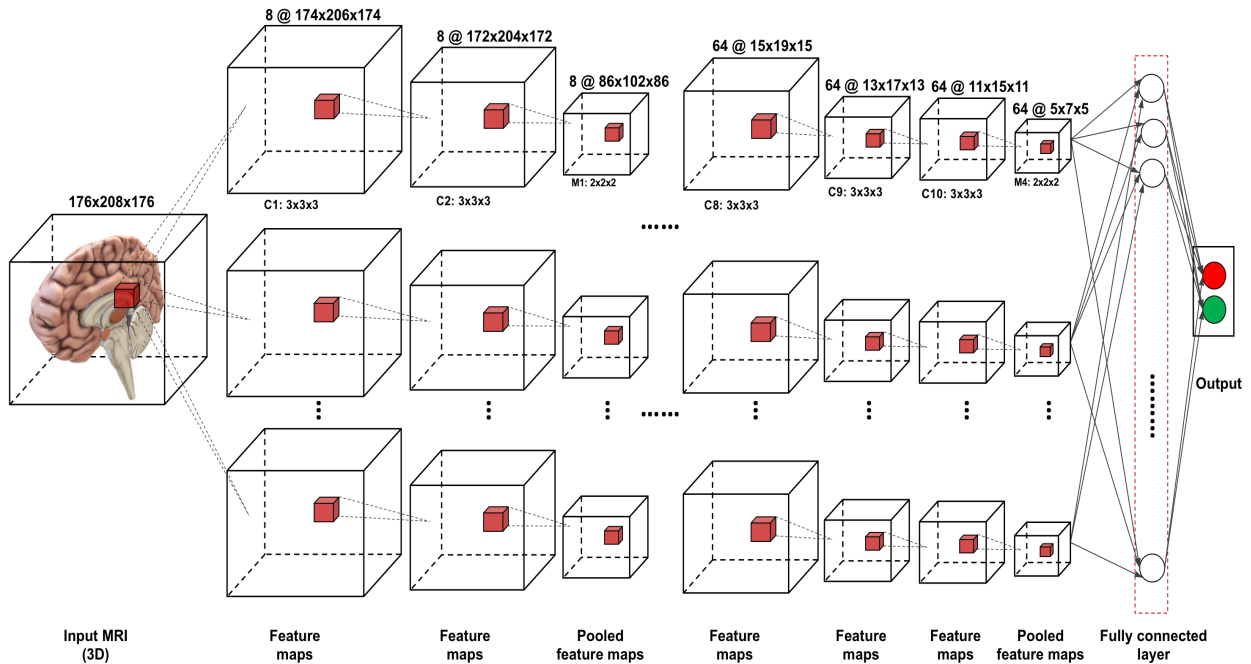 8 @ 174x206x174
8 @ 172x204x172
8 @ 86x102x86
64 @ 15x19x15
64 @ 13x17x13
64 @ 11x15x11
64 @ 5x7x5
C1: 3x3x3
C2: 3x3x3
M1: 2x2x2
C8: 3x3x3
C9: 3x3x3
C10: 3x3x3
M4: 2x2x2
176x208x176
Output
Input MRI
(3D)
Feature
maps
Feature
maps
Pooled
feature maps
Feature
maps
Feature
maps
Feature
maps
Pooled
feature maps
Fully connected
layer